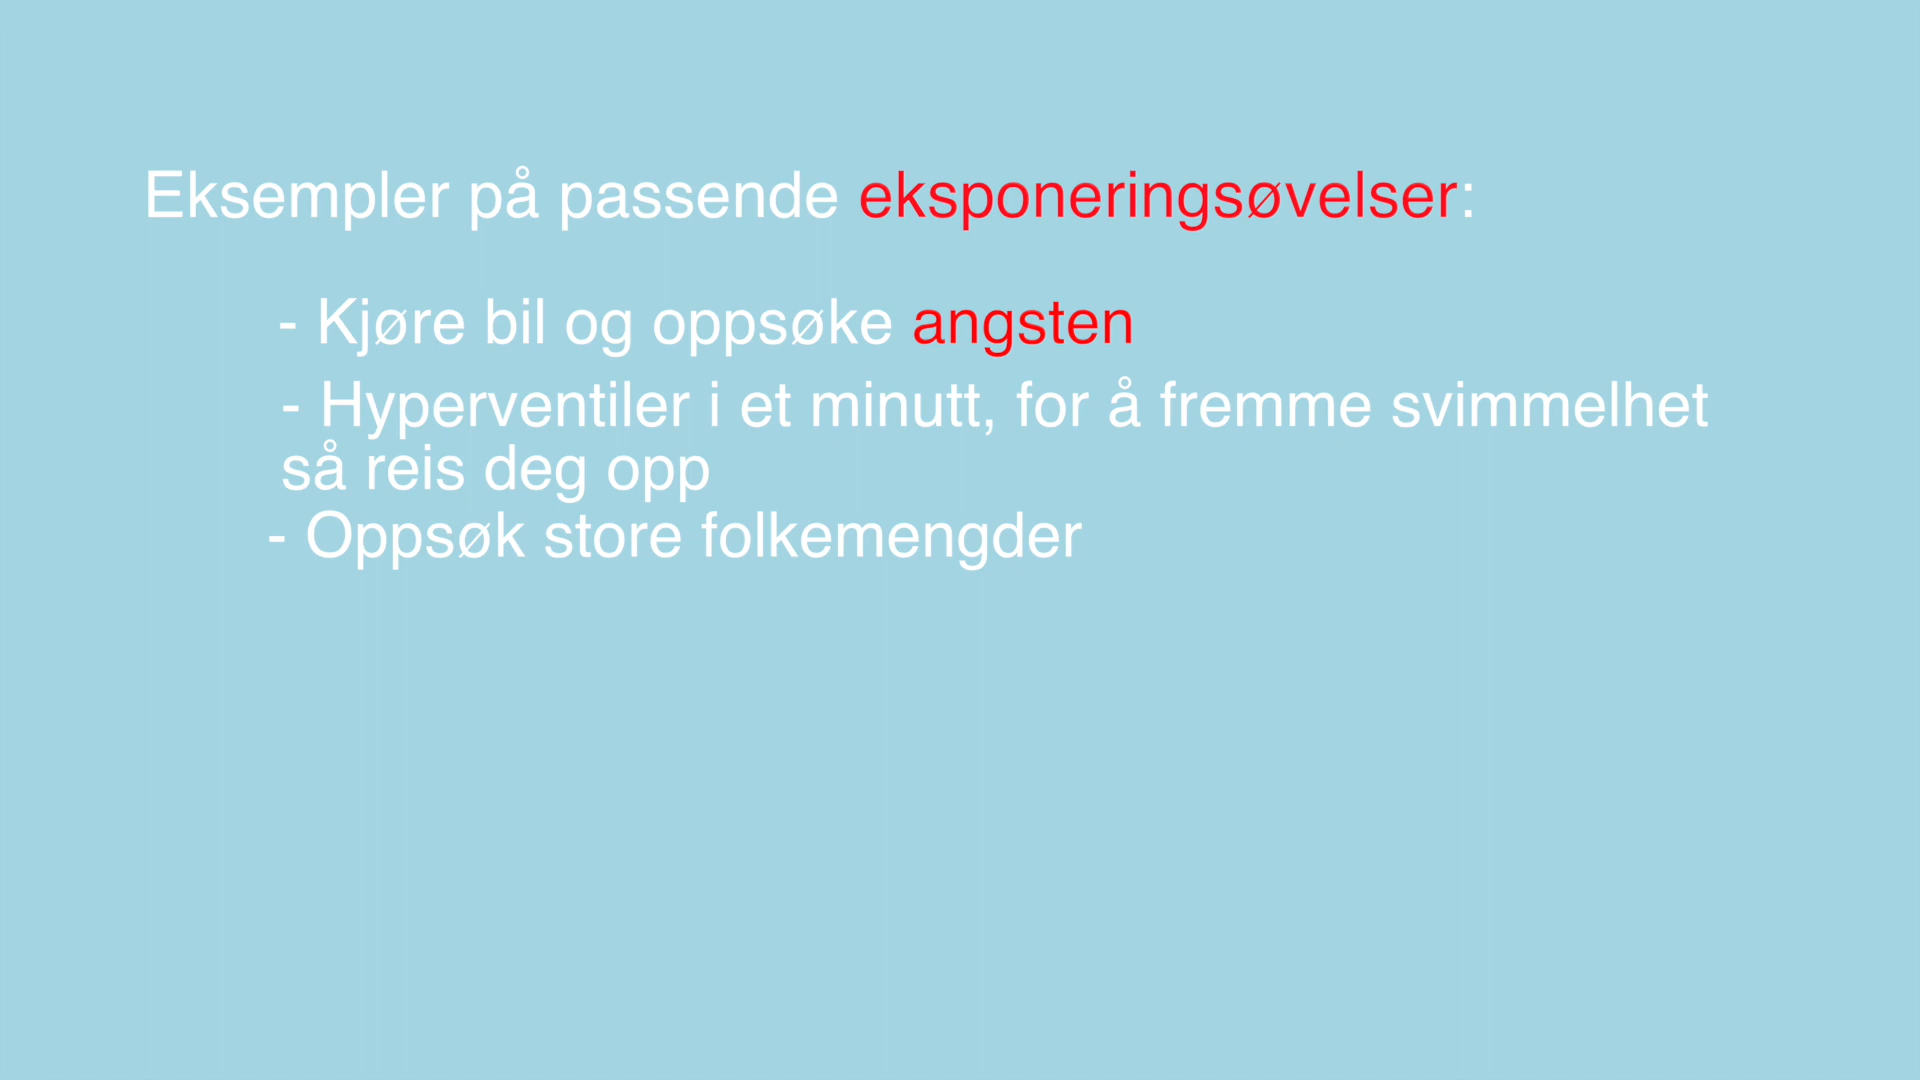 Eksempler på passende eksponeringsøvelser:
- Kjøre bil og oppsøke angsten
- Hyperventiler i et minutt, for å fremme svimmelhet
så reis deg opp
- Oppsøk store folkemengder